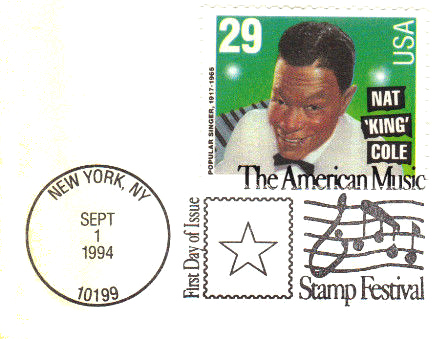 29
USA
POPULAR SINGER, 1917-1965
NAT
'KING'
COLE
The American Music
First Day of Issue
Stamp Festival
NEW YORK, NY
SEPT
1
1994
10199